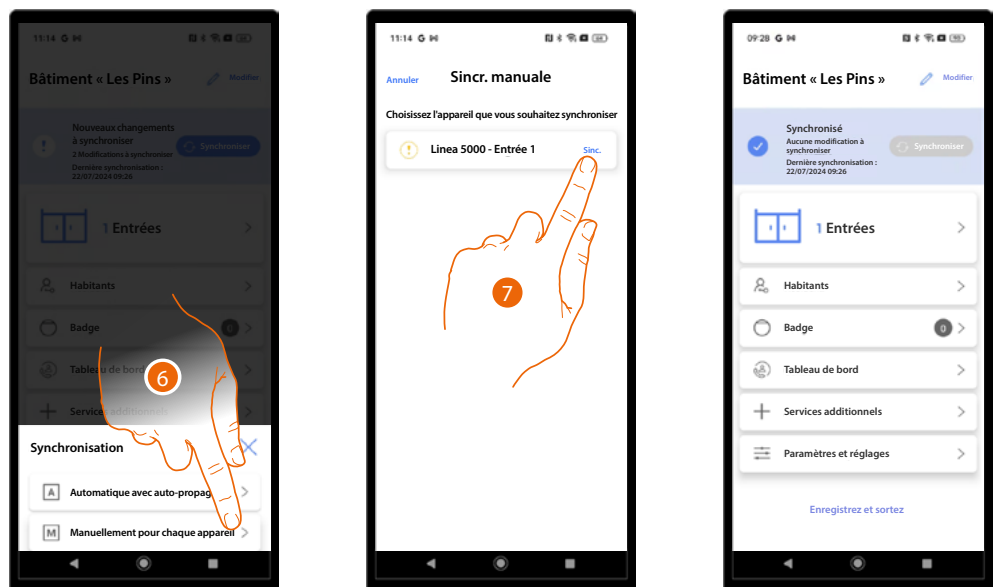 11:14 G
Bâtiment « Les Pins »
Modifier
Nouveaux changements
à synchroniser
2 Modifications à synchroniser
Dernière synchronisation :
22/07/2024 09:26
Synchroniser
1 Entrées
Habitants
Badge
0
Tableau de bord
6
Services additionnels
Synchronisation
A Automatique avec auto-propag
M Manuellement pour chaque appareil
11:14 G
Annuler
Sincr. manuale
Choisissez l'appareil que vous souhaitez synchroniser
Linea 5000 - Entrée 1
Sinc.
7
09:28 G
Bâtiment « Les Pins »
Modifier
Synchronisé
Aucune modification à
synchroniser
Dernière synchronisation :
22/07/2024 09:26
Synchroniser
1 Entrées
Habitants
Badge
0
Tableau de bord
Services additionnels
Paramètres et réglages
Enregistrez et sortez